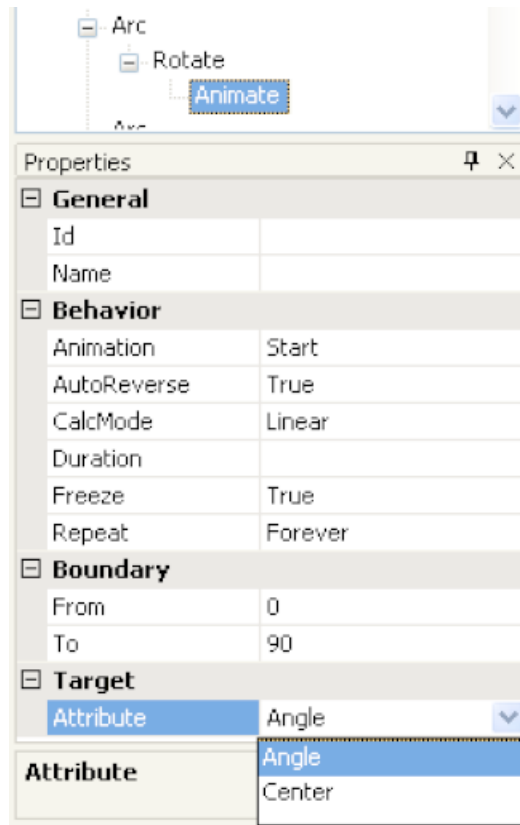 Arc
Rotate
Animate
Arc
Properties
General
Id
Name
Behavior
Animation Start
AutoReverse True
CalcMode Linear
Duration
Freeze True
Repeat Forever
Boundary
From 0
To 90
Target
Attribute Angle
Angle
Attribute
Center